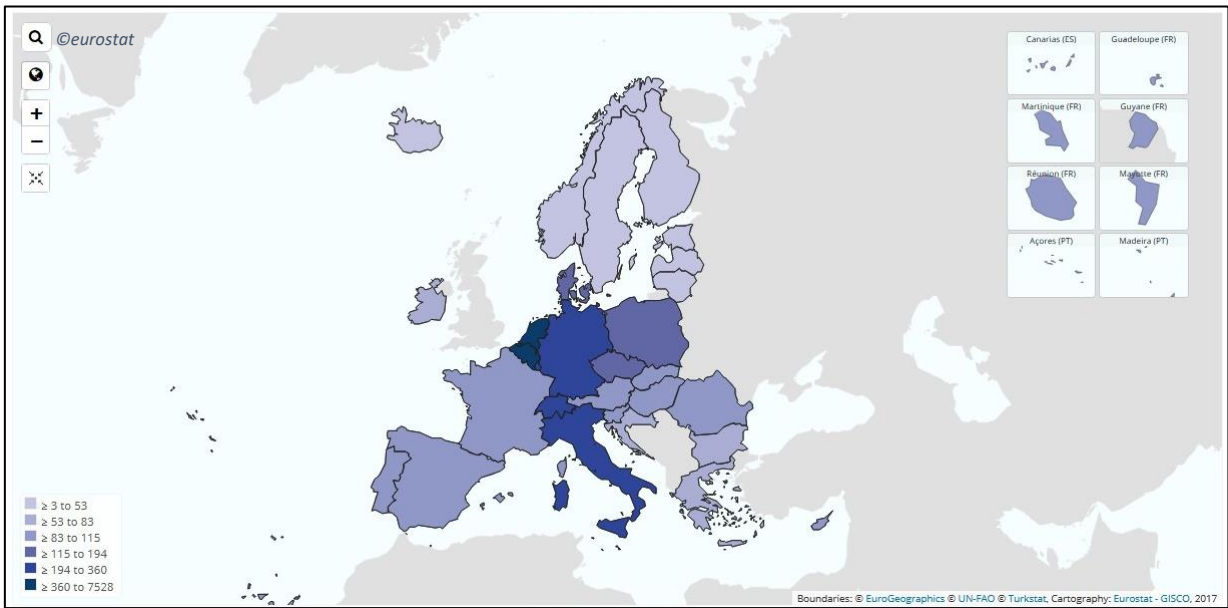 ©eurostat
+
−
Canarias (ES)
Guadeloupe (FR)
Martinique (FR)
Guyane (FR)
Réunion (FR)
Mayotte (FR)
Açores (PT)
Madeira (PT)
≥ 3 to 53
≥ 53 to 83
≥ 83 to 115
≥ 115 to 194
≥ 194 to 360
≥ 360 to 7528
Boundaries: © EuroGeographics © UN-FAO © Turkstat, Cartography: Eurostat - GISCO, 2017